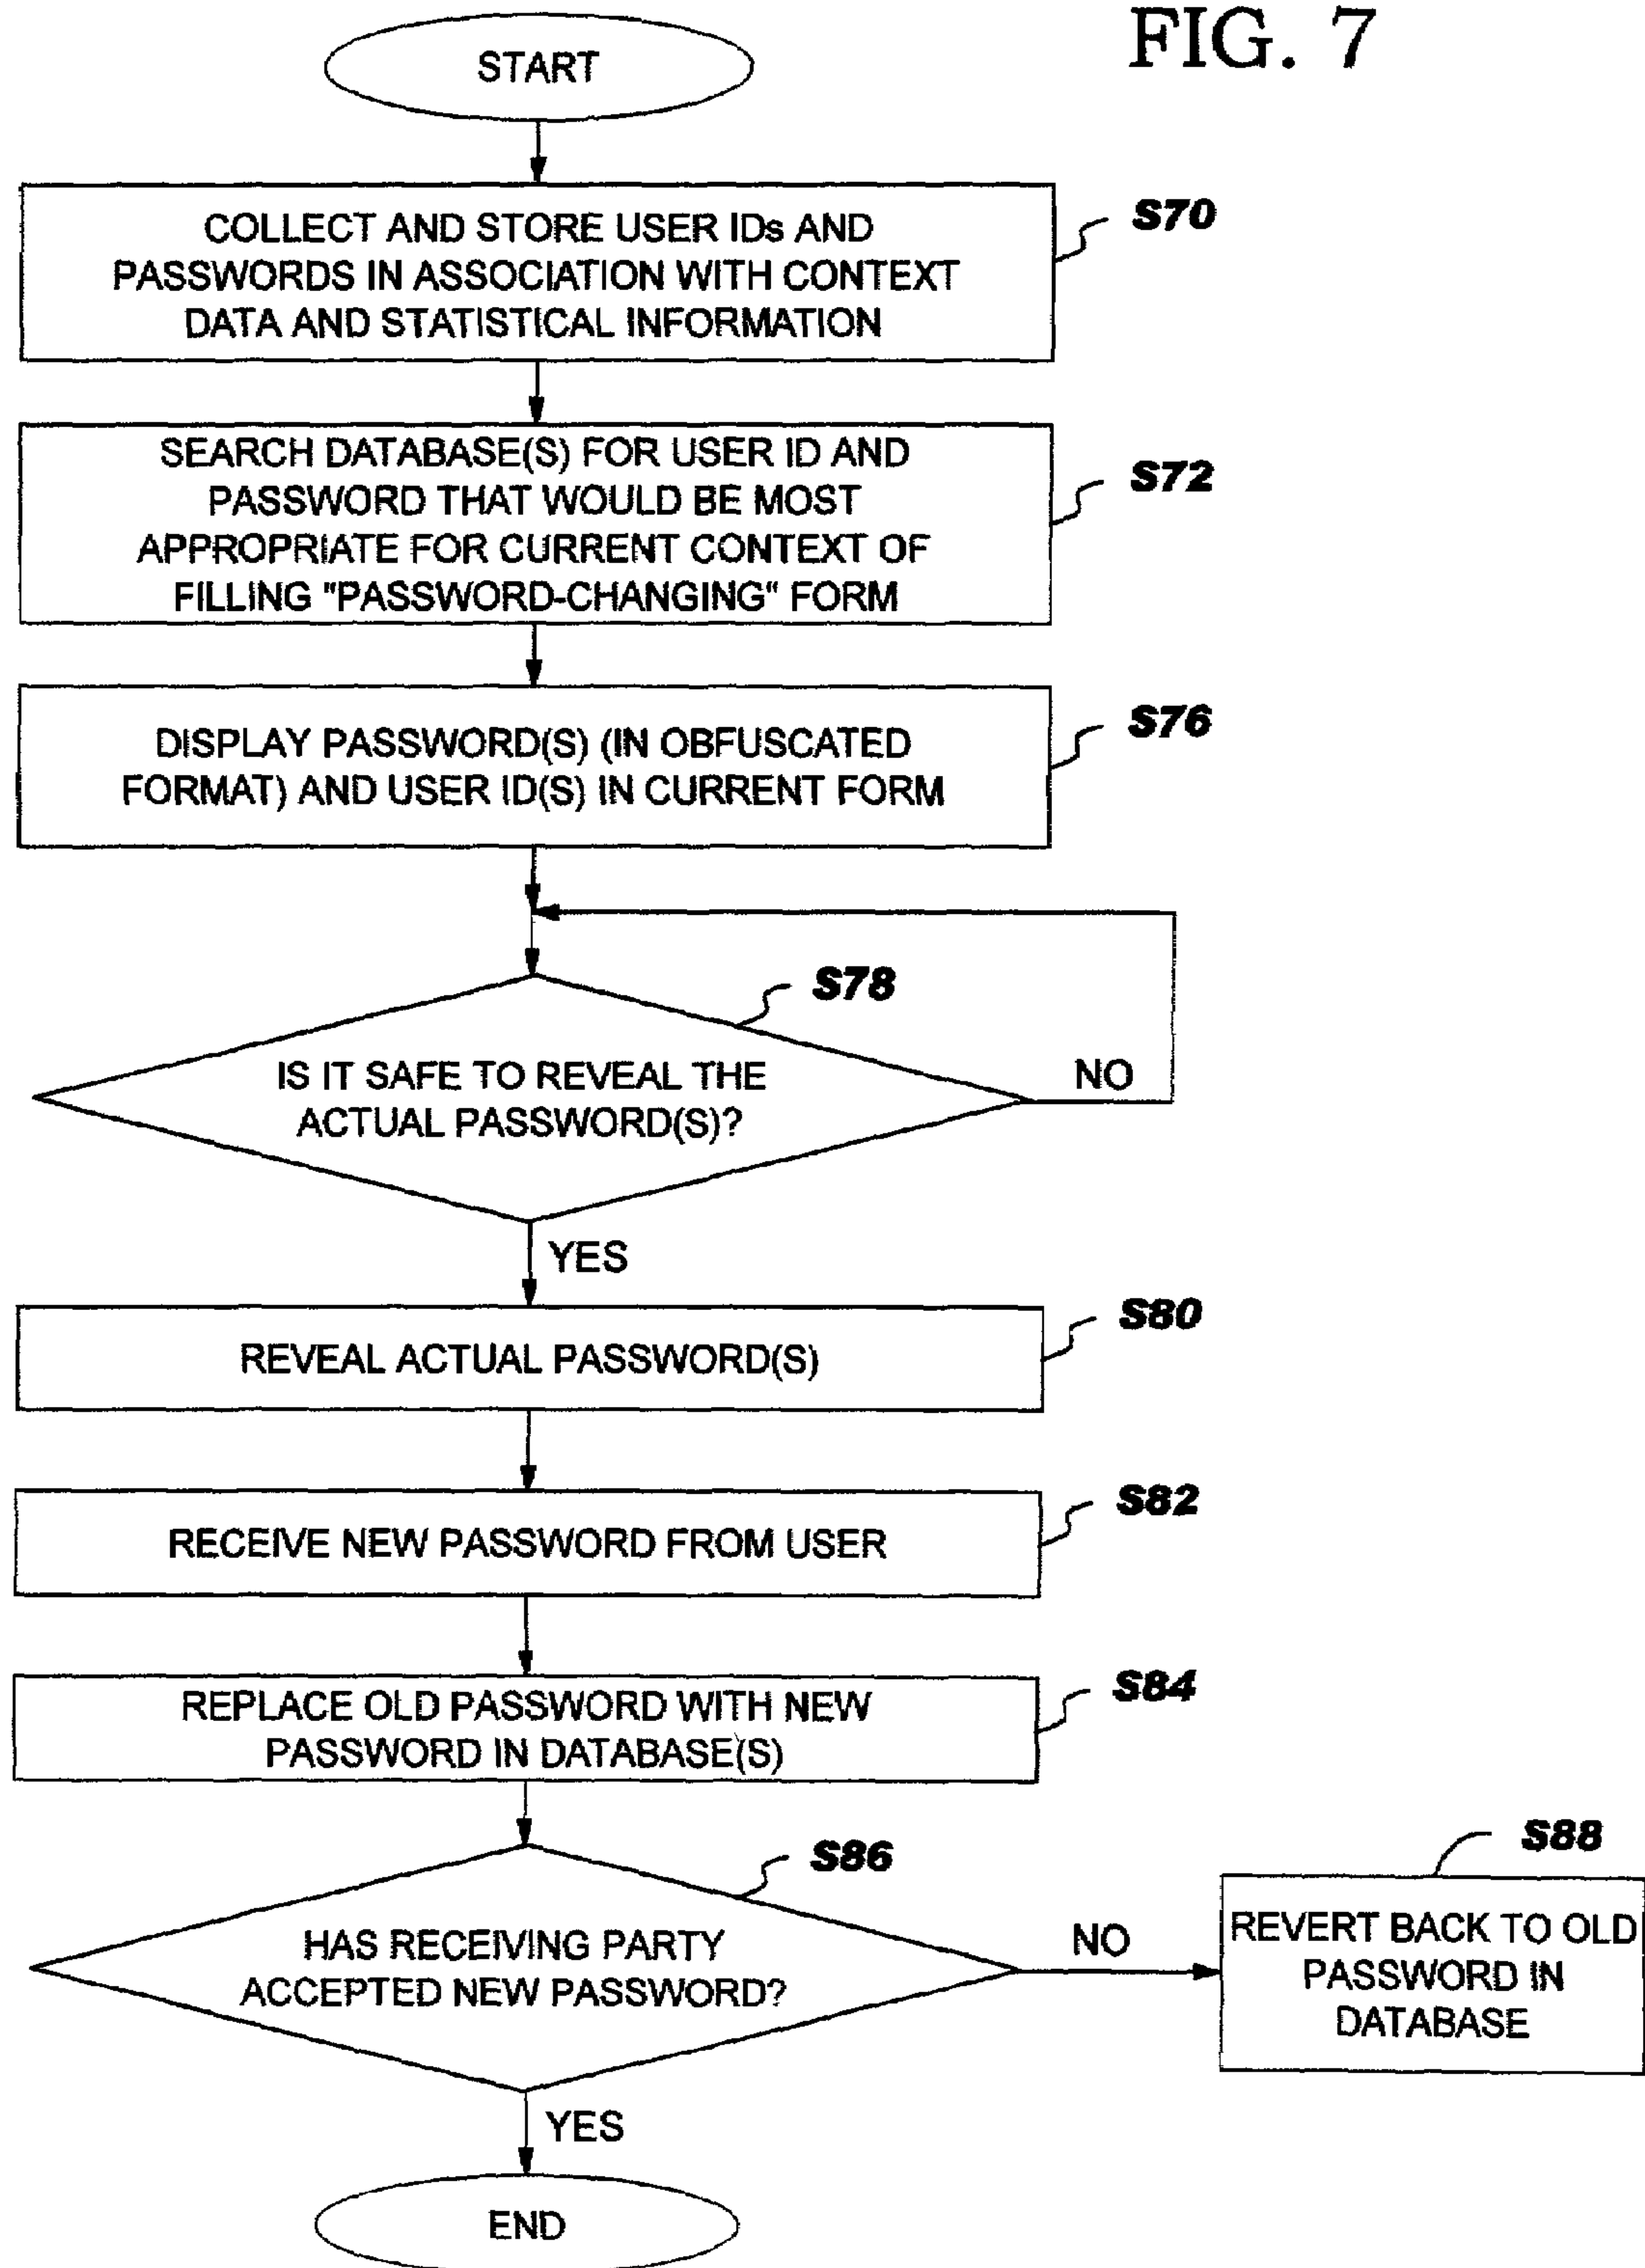 FIG. 7
START
COLLECT AND STORE USER IDs AND
PASSWORDS IN ASSOCIATION WITH CONTEXT
DATA AND STATISTICAL INFORMATION
S70
SEARCH DATABASE(S) FOR USER ID AND
PASSWORD THAT WOULD BE MOST
APPROPRIATE FOR CURRENT CONTEXT OF
FILLING "PASSWORD-CHANGING" FORM
S72
DISPLAY PASSWORD(S) (IN OBFUSCATED
FORMAT) AND USER ID(S) IN CURRENT FORM
S76
S78
IS IT SAFE TO REVEAL THE
ACTUAL PASSWORD(S)?
NO
YES
REVEAL ACTUAL PASSWORD(S)
S80
RECEIVE NEW PASSWORD FROM USER
S82
REPLACE OLD PASSWORD WITH NEW
PASSWORD IN DATABASE(S)
S84
S86
HAS RECEIVING PARTY
ACCEPTED NEW PASSWORD?
NO
S88
REVERT BACK TO OLD
PASSWORD IN
DATABASE
YES
END